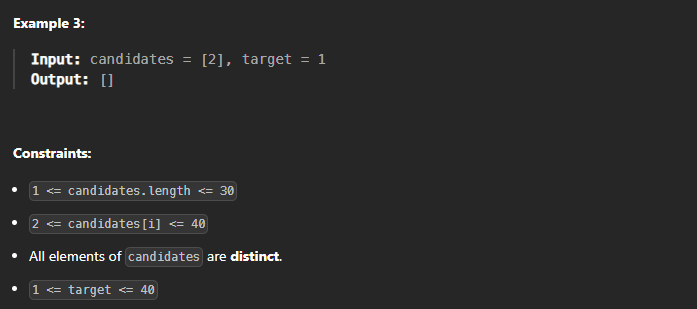 Example 3:
Input: candidates = [2], target = 1
Output: []
Constraints:
• 1 <= candidates.length <= 30
• 2 <= candidates[i] <= 40
• All elements of candidates are distinct.
• 1 <= target <= 40